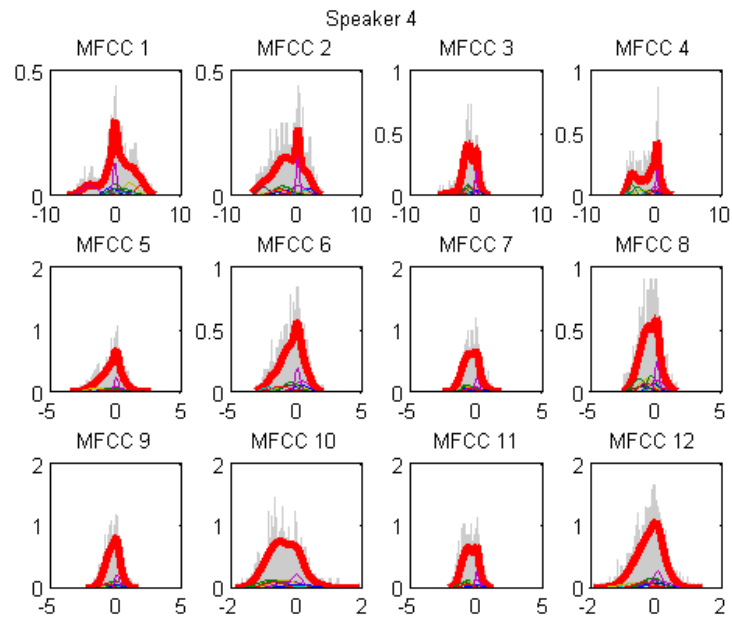 Speaker 4
MFCC 1 MFCC 2 MFCC 3 MFCC 4
0.5 0.5 1 1
0.5 0.5
0 0 0 0
-10 0 10 -10 0 10 -10 0 10 -10 0 10
MFCC 5 MFCC 6 MFCC 7 MFCC 8
2 1 2 1
1 0.5 1 0.5
0 0 0 0
-5 0 5 -5 0 5 -5 0 5 -5 0 5
MFCC 9 MFCC 10 MFCC 11 MFCC 12
2 2 2 2
1 1 1 1
0 0 0 0
-5 0 5 -2 0 2 -5 0 5 -2 0 2